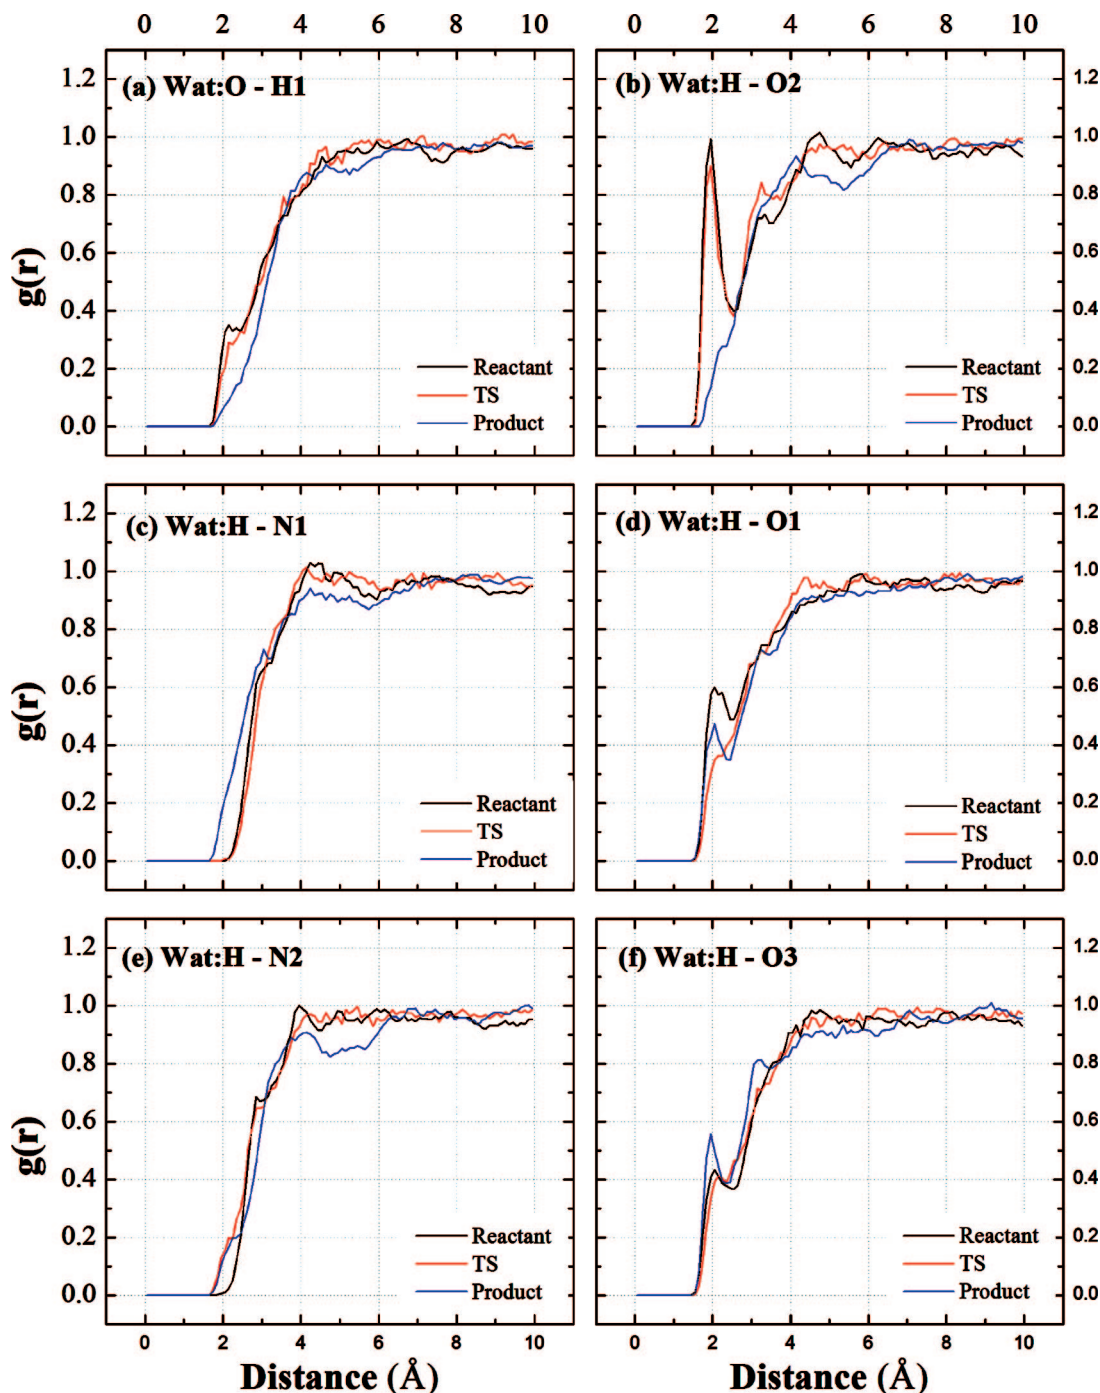 0 2 4 6 8 10 0 2 4 6 8 10
(a) Wat:O - H1
1.2
1.0
0.8
0.6
0.4
0.2
0.0
g(r)
Reactant
TS
Product
(b) Wat:H - O2
1.2
1.0
0.8
0.6
0.4
0.2
0.0
Reactant
TS
Product
(c) Wat:H - N1
1.2
1.0
0.8
0.6
0.4
0.2
0.0
g(r)
Reactant
TS
Product
(d) Wat:H - O1
1.2
1.0
0.8
0.6
0.4
0.2
0.0
Reactant
TS
Product
(e) Wat:H - N2
1.2
1.0
0.8
0.6
0.4
0.2
0.0
g(r)
Reactant
TS
Product
(f) Wat:H - O3
1.2
1.0
0.8
0.6
0.4
0.2
0.0
Reactant
TS
Product
0 2 4 6 8 10 0 2 4 6 8 10
Distance (Å) Distance (Å)